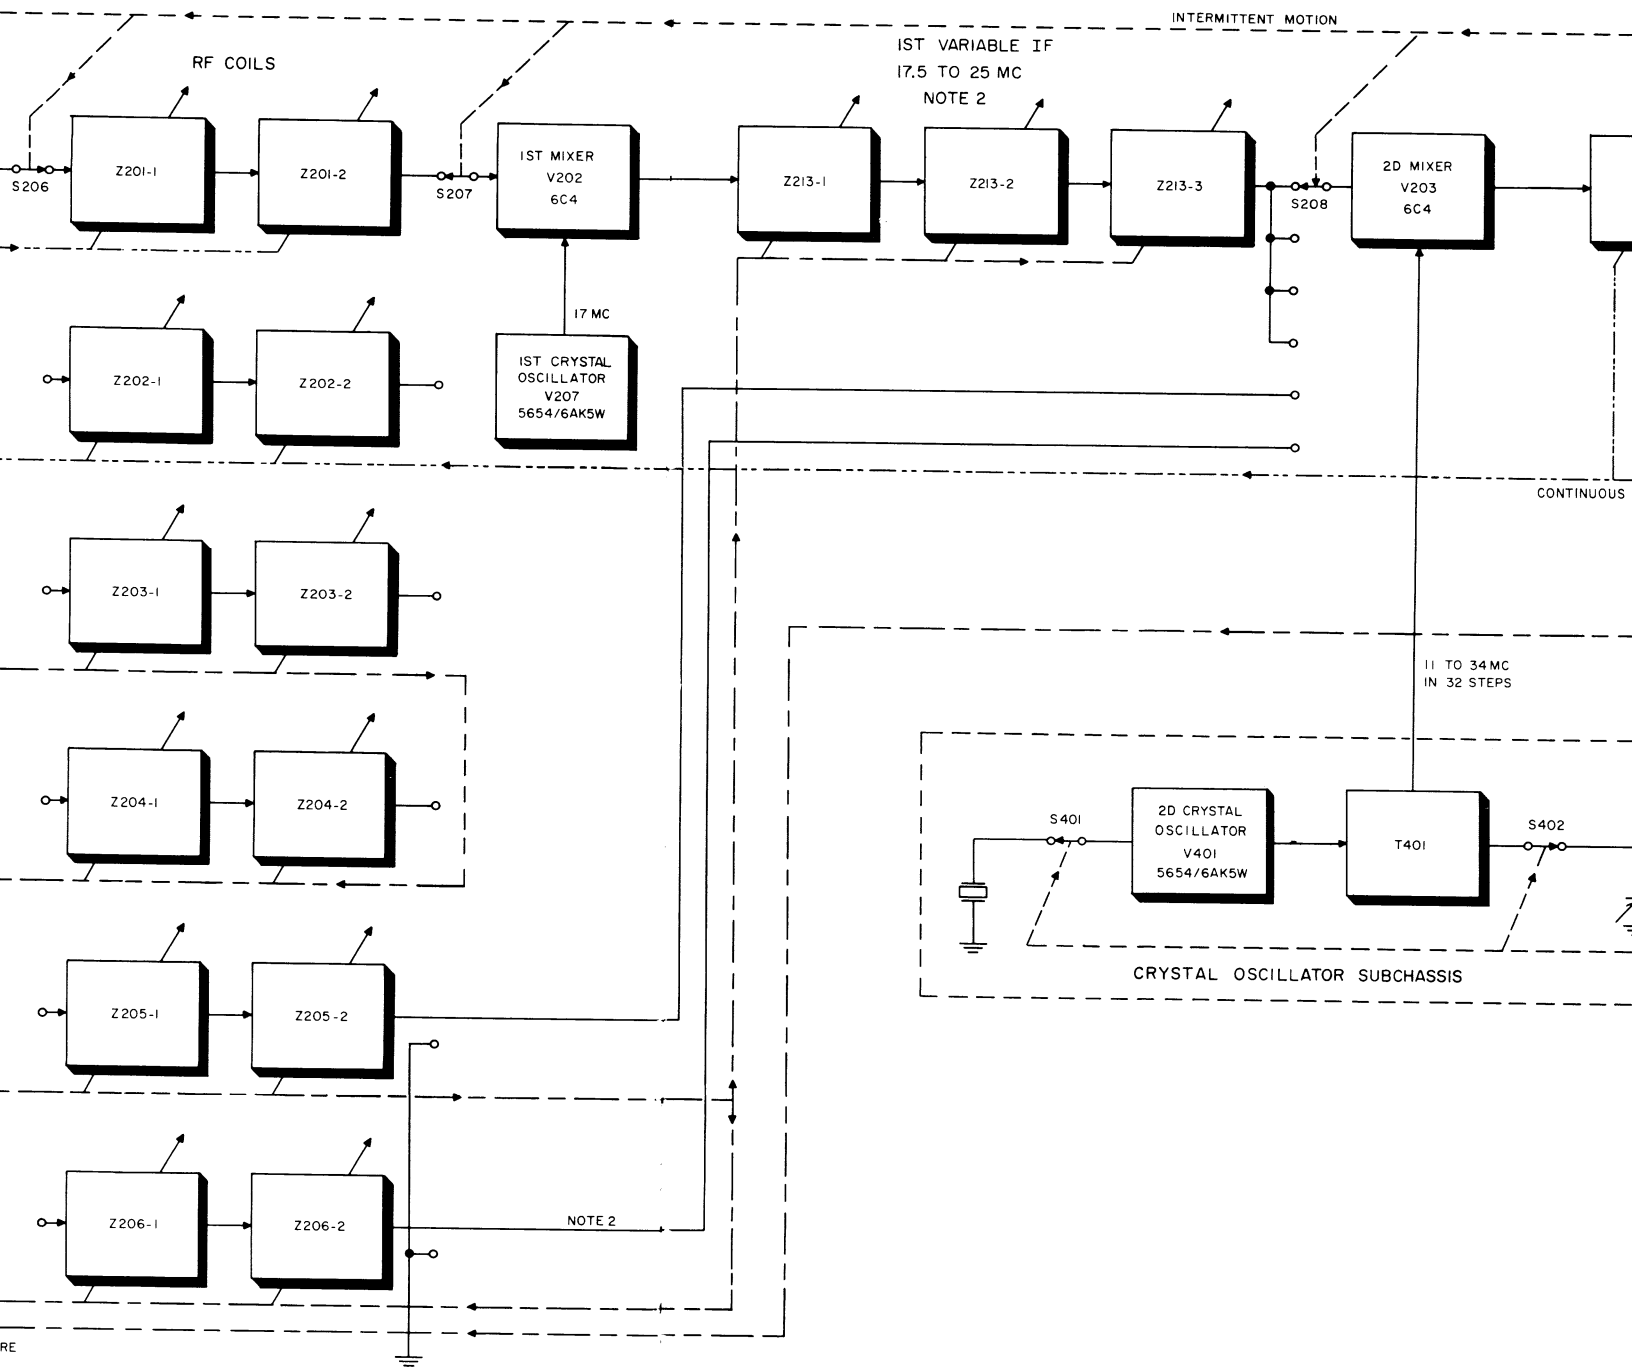 INTERMITTENT MOTION
RF COILS
1ST VARIABLE IF
17.5 TO 25 MC
NOTE 2
S206
Z201-1
Z201-2
S207
1ST MIXER
V202
6C4
Z213-1
Z213-2
Z213-3
S208
2D MIXER
V203
6C4
17 MC
Z202-1
Z202-2
1ST CRYSTAL
OSCILLATOR
V207
5654/6AK5W
CONTINUOUS
Z203-1
Z203-2
11 TO 34 MC
IN 32 STEPS
Z204-1
Z204-2
S401
2D CRYSTAL
OSCILLATOR
V401
5654/6AK5W
T401
S402
CRYSTAL OSCILLATOR SUBCHASSIS
Z205-1
Z205-2
Z206-1
Z206-2
NOTE 2
RE